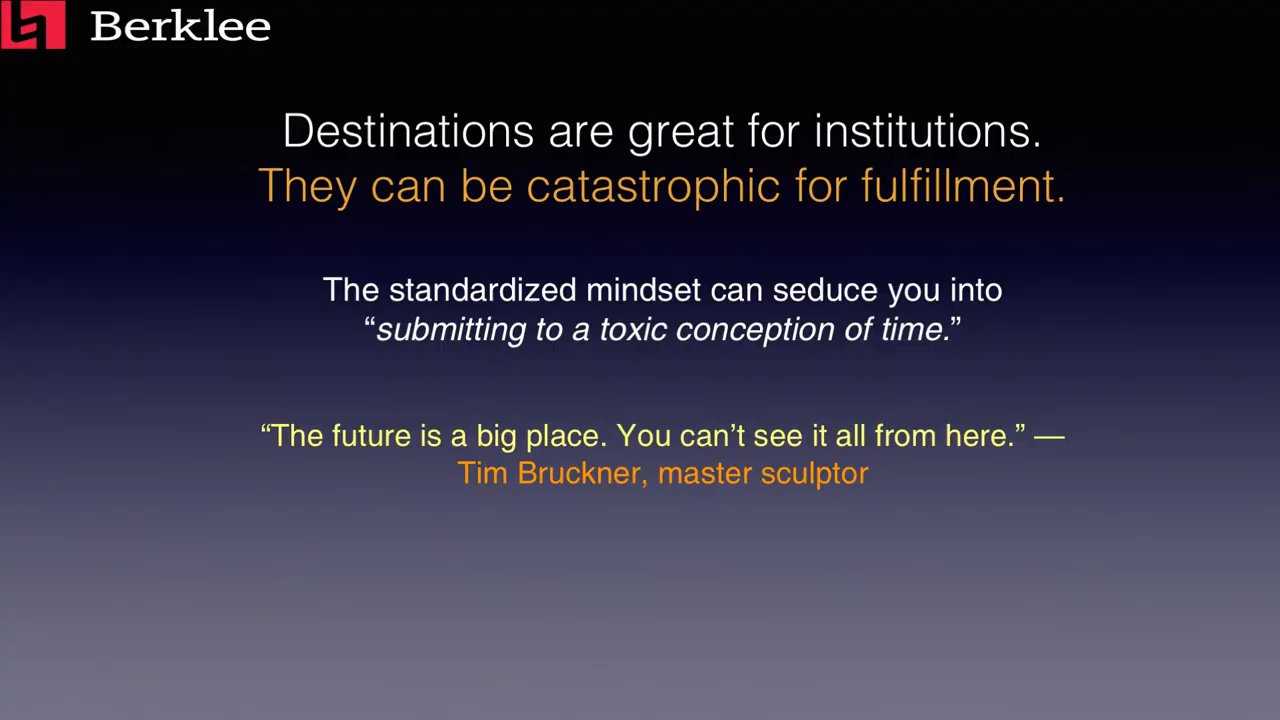 Berklee
Destinations are great for institutions.
They can be catastrophic for fulfillment.
The standardized mindset can seduce you into
“submitting to a toxic conception of time.”
“The future is a big place. You can’t see it all from here.” —
Tim Bruckner, master sculptor